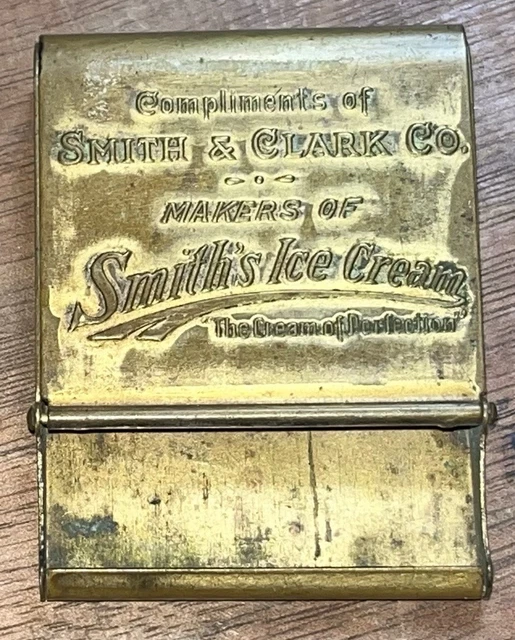 Compliments of
SMITH & CLARK CO.
MAKERS OF
Smith's Ice Cream
"The Cream of Perfection"